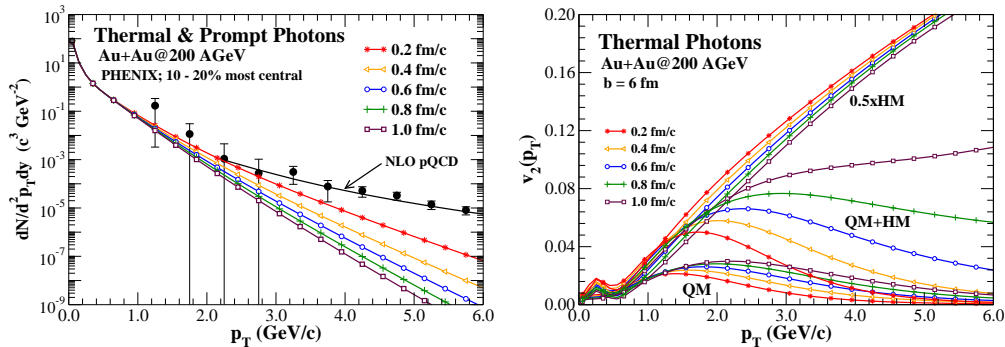 Thermal & Prompt Photons
Au+Au@200 AGeV
PHENIX; 10 - 20% most central
0.2 fm/c
0.4 fm/c
0.6 fm/c
0.8 fm/c
1.0 fm/c
NLO pQCD
10^3
10^1
10^-1
10^-3
10^-5
10^-7
10^-9
dN/d^2p_Tdy (c^3 GeV^-2)
0.0 1.0 2.0 3.0 4.0 5.0 6.0
p_T (GeV/c)
Thermal Photons
Au+Au@200 AGeV
b = 6 fm
0.5xHM
0.2 fm/c
0.4 fm/c
0.6 fm/c
0.8 fm/c
1.0 fm/c
QM+HM
QM
0.20
0.16
0.12
0.08
0.04
0.00
v_2(p_T)
0.0 1.0 2.0 3.0 4.0 5.0 6.0
p_T (GeV/c)